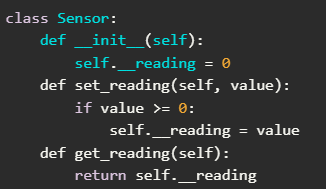 class Sensor:
    def __init__(self):
        self.__reading = 0
    def set_reading(self, value):
        if value >= 0:
            self.__reading = value
    def get_reading(self):
        return self.__reading